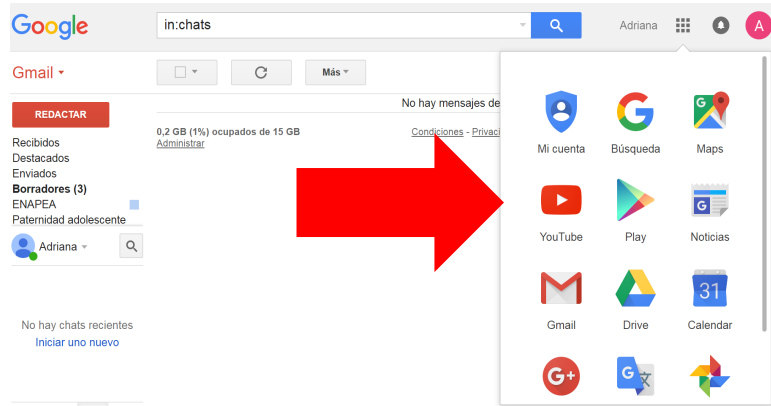 Google
in:chats
Adriana
A
Gmail
Más
REDACTAR
No hay mensajes de
0,2 GB (1%) ocupados de 15 GB
Administrar
Condiciones - Privaci
Recibidos
Destacados
Enviados
Borradores (3)
ENAPEA
Paternidad adolescente
Adriana
No hay chats recientes
Iniciar uno nuevo
Mi cuenta
Búsqueda
Maps
YouTube
Play
Noticias
31
Gmail
Drive
Calendar
G+